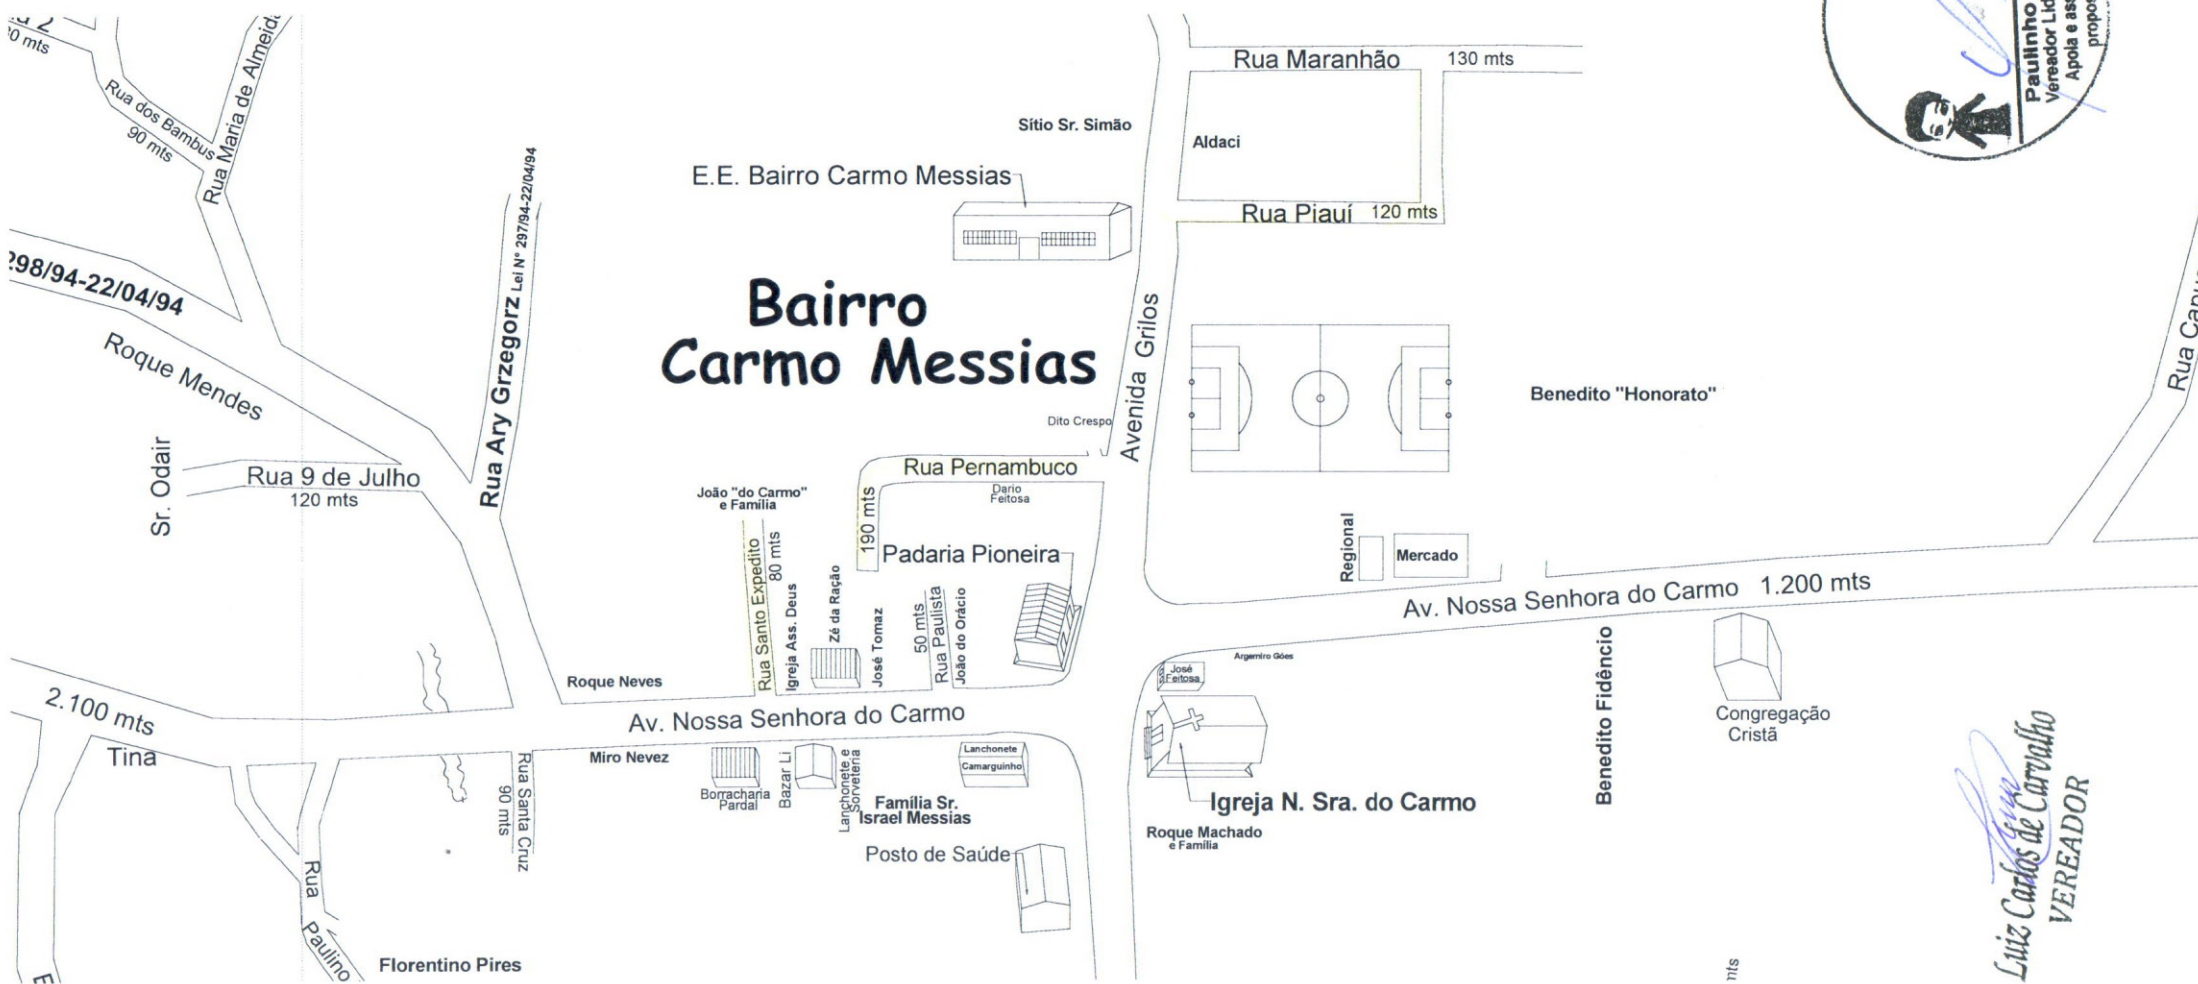 2
0 mts
Rua dos Bambus
90 mts
Rua Maria de Almeida
298/94-22/04/94
Roque Mendes
Sr. Odair
Rua 9 de Julho
120 mts
Rua Ary Grzegorz Lei N° 297/94-22/04/94
E.E. Bairro Carmo Messias
Sítio Sr. Simão
Bairro
Carmo Messias
Rua Maranhão 130 mts
Aldaci
Rua Piauí 120 mts
Avenida Grilos
Dito Crespo
Benedito "Honorato"
Rua Pernambuco
190 mts
Dario
Feitosa
João "do Carmo"
e Família
Rua Santo Expedito
80 mts
Igreja Ass. Deus
Zé da Ração
José Tomaz
50 mts
Rua Paulista
João do Orácio
Padaria Pioneira
Regional
Mercado
Av. Nossa Senhora do Carmo 1.200 mts
Argemiro Góes
José
Feitosa
Igreja N. Sra. do Carmo
Roque Machado
e Família
Benedito Fidêncio
Congregação
Cristã
Roque Neves
Av. Nossa Senhora do Carmo
2.100 mts
Tina
Miro Nevez
Rua Santa Cruz
90 mts
Borracharia
Pardal
Bazar Li
Lanchonete e
Sorveteria
Lanchonete
Camarguinho
Família Sr.
Israel Messias
Posto de Saúde
Rua
Paulino
Florentino Pires
mts
Paulinho
Vereador
Apoia e
Luiz Carlos de Carvalho
VEREADOR